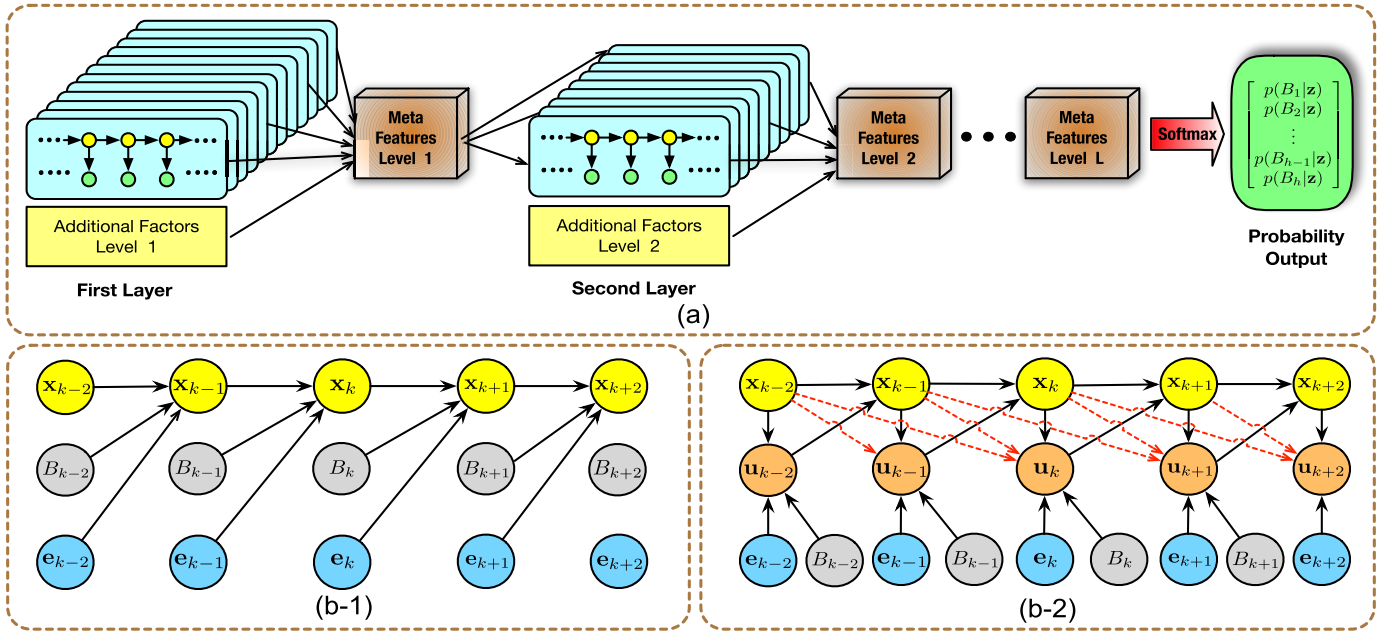 Meta
Features
Level 1
Additional Factors
Level 1
First Layer
Additional Factors
Level 2
Second Layer
Meta
Features
Level 2
Meta
Features
Level L
Softmax
p(B₁|z)
p(B₂|z)
⋮
p(Bₕ₋₁|z)
p(Bₕ|z)
Probability
Output
(a)
xₖ₋₂ xₖ₋₁ xₖ xₖ₊₁ xₖ₊₂
Bₖ₋₂ Bₖ₋₁ Bₖ Bₖ₊₁ Bₖ₊₂
eₖ₋₂ eₖ₋₁ eₖ eₖ₊₁ eₖ₊₂
(b-1)
xₖ₋₂ xₖ₋₁ xₖ xₖ₊₁ xₖ₊₂
uₖ₋₂ uₖ₋₁ uₖ uₖ₊₁ uₖ₊₂
eₖ₋₂ Bₖ₋₂ eₖ₋₁ Bₖ₋₁ eₖ Bₖ eₖ₊₁ Bₖ₊₁ eₖ₊₂
(b-2)